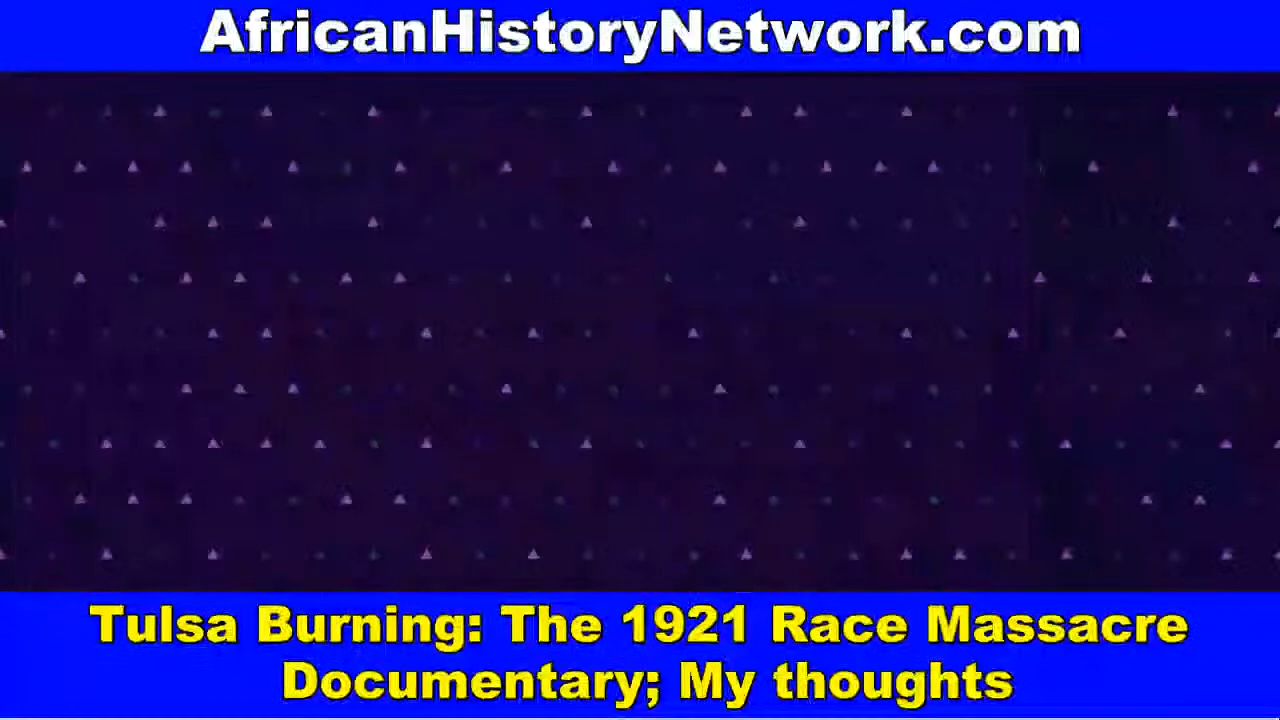 AfricanHistoryNetwork.com
Tulsa Burning: The 1921 Race Massacre
Documentary; My thoughts